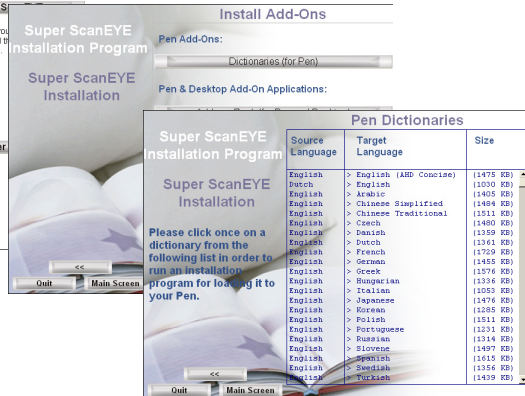 Install Add-Ons
Super ScanEYE
Installation Program
Pen Add-Ons:
Dictionaries (for Pen)
Super ScanEYE
Installation
Pen & Desktop Add-On Applications:
<<
Quit
Main Screen
Pen Dictionaries
Super ScanEYE
Installation Program
Super ScanEYE
Installation
Please click once on a
dictionary from the
following list in order to
run an installation
program for loading it to
your Pen.
<<
Quit
Main Screen
Source Language Target Language Size
English > English (AHD Concise) (1475 KB)
Dutch > English (1030 KB)
English > Arabic (1405 KB)
English > Chinese Simplified (1484 KB)
English > Chinese Traditional (1511 KB)
English > Czech (1480 KB)
English > Danish (1359 KB)
English > Dutch (1361 KB)
English > French (1729 KB)
English > German (1455 KB)
English > Greek (1576 KB)
English > Hungarian (1336 KB)
English > Italian (1053 KB)
English > Japanese (1476 KB)
English > Korean (1285 KB)
English > Polish (1511 KB)
English > Portuguese (1231 KB)
English > Russian (1314 KB)
English > Slovene (1497 KB)
English > Spanish (1615 KB)
English > Swedish (1356 KB)
English > Turkish (1439 KB)